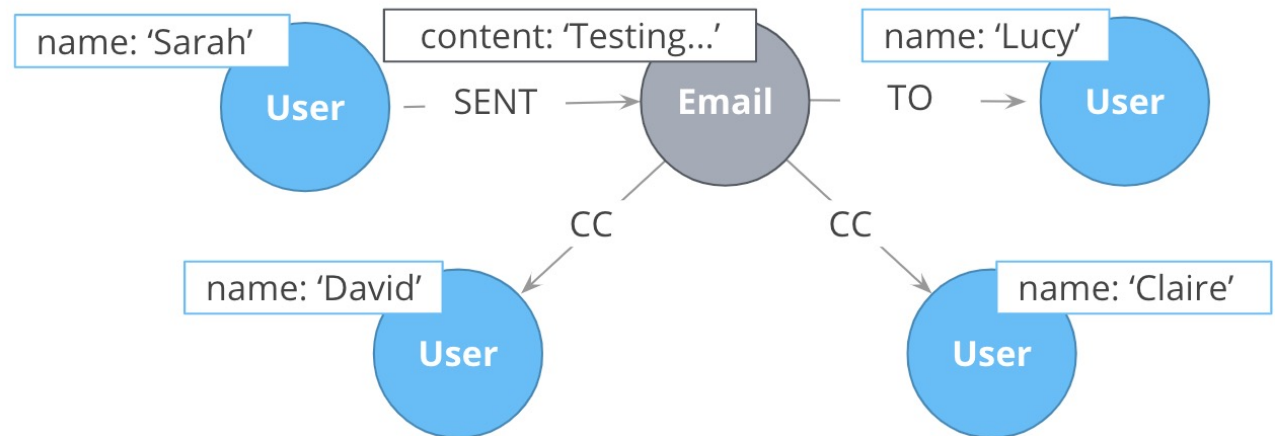 name: ‘Sarah’
content: ‘Testing...’
name: ‘Lucy’
User
SENT
Email
TO
User
CC
CC
name: ‘David’
name: ‘Claire’
User
User